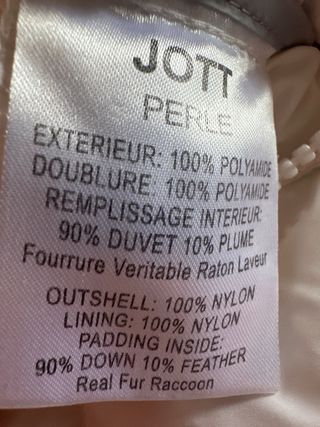 JOTT
PERLE
EXTERIEUR: 100% POLYAMIDE
DOUBLURE: 100% POLYAMIDE
REMPLISSAGE INTERIEUR:
90% DUVET 10% PLUME
Fourrure Veritable Raton Laveur
OUTSHELL: 100% NYLON
LINING: 100% NYLON
PADDING INSIDE:
90% DOWN 10% FEATHER
Real Fur Raccoon